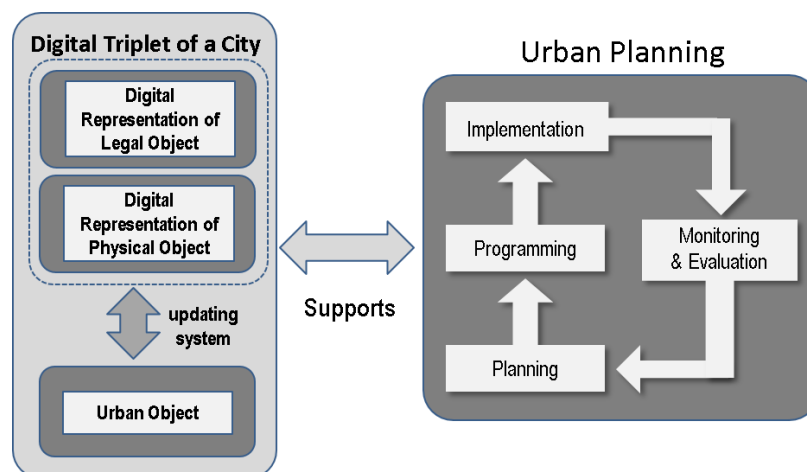 Digital Triplet of a City
Digital
Representation of
Legal Object
Digital
Representation of
Physical Object
updating
system
Urban Object
Supports
Urban Planning
Implementation
Programming
Planning
Monitoring
& Evaluation